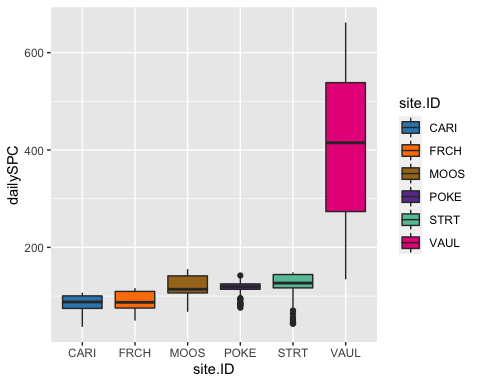 600
400
200
dailySPC
CARI FRCH MOOS POKE STRT VAUL
site.ID
site.ID
CARI
FRCH
MOOS
POKE
STRT
VAUL